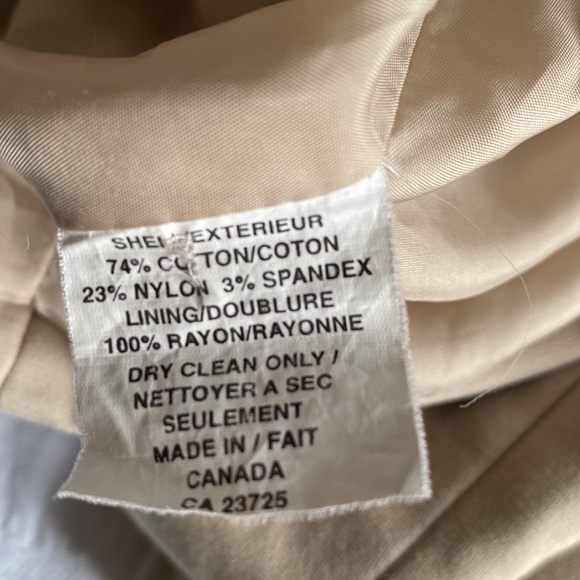 SHELL/EXTERIEUR
74% COTTON/COTON
23% NYLON 3% SPANDEX
LINING/DOUBLURE
100% RAYON/RAYONNE
DRY CLEAN ONLY /
NETTOYER A SEC
SEULEMENT
MADE IN / FAIT
CANADA
CA 23725